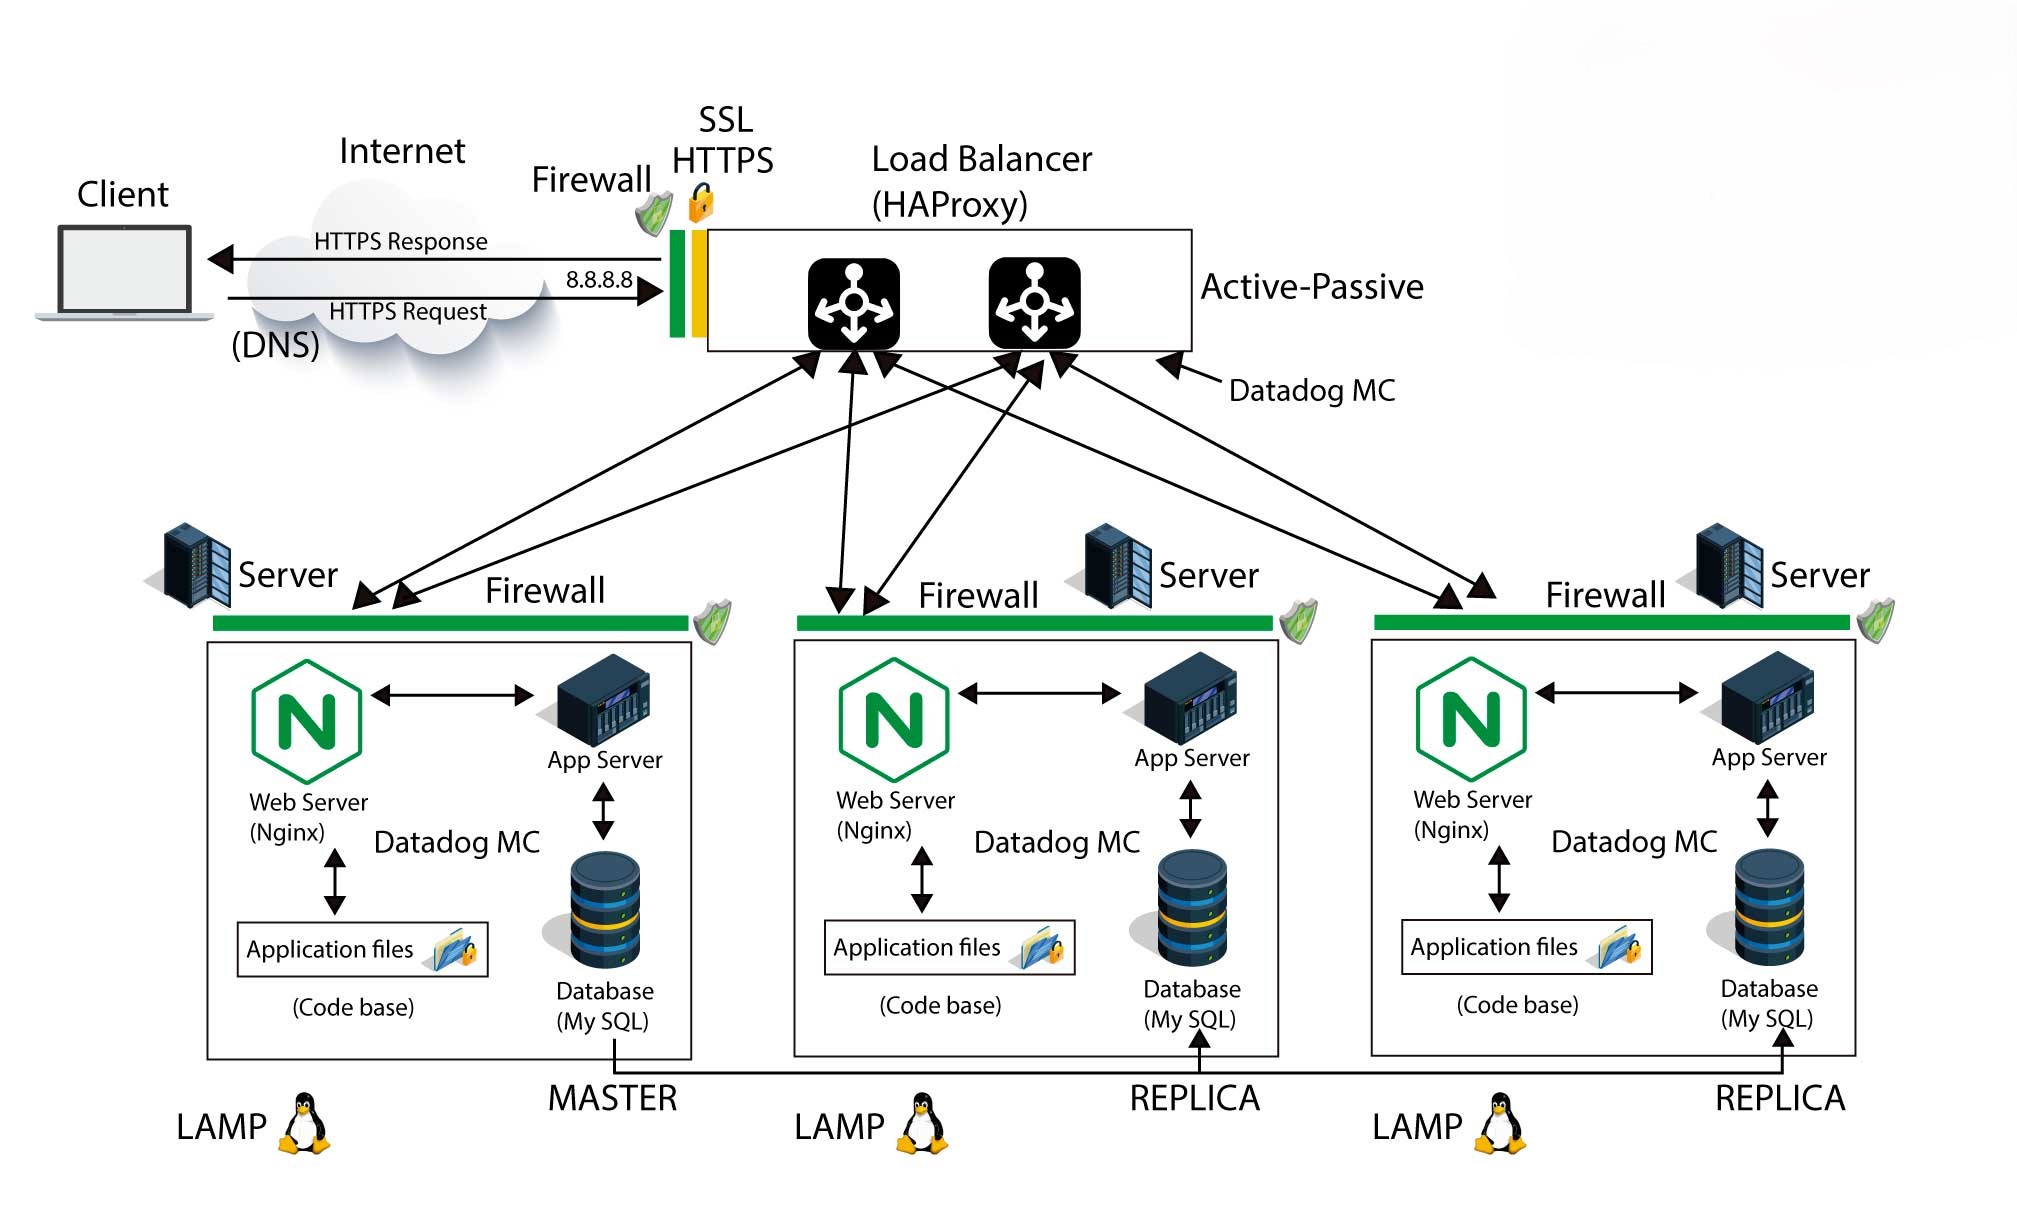 SSL
HTTPS
Internet
Firewall
Load Balancer
(HAProxy)
Client
HTTPS Response
8.8.8.8
HTTPS Request
(DNS)
Active-Passive
Datadog MC
Server
Firewall
Web Server
(Nginx)
App Server
Datadog MC
Application files
(Code base)
Database
(My SQL)
MASTER
LAMP
Firewall
Server
Web Server
(Nginx)
App Server
Datadog MC
Application files
(Code base)
Database
(My SQL)
REPLICA
LAMP
Firewall
Server
Web Server
(Nginx)
App Server
Datadog MC
Application files
(Code base)
Database
(My SQL)
REPLICA
LAMP